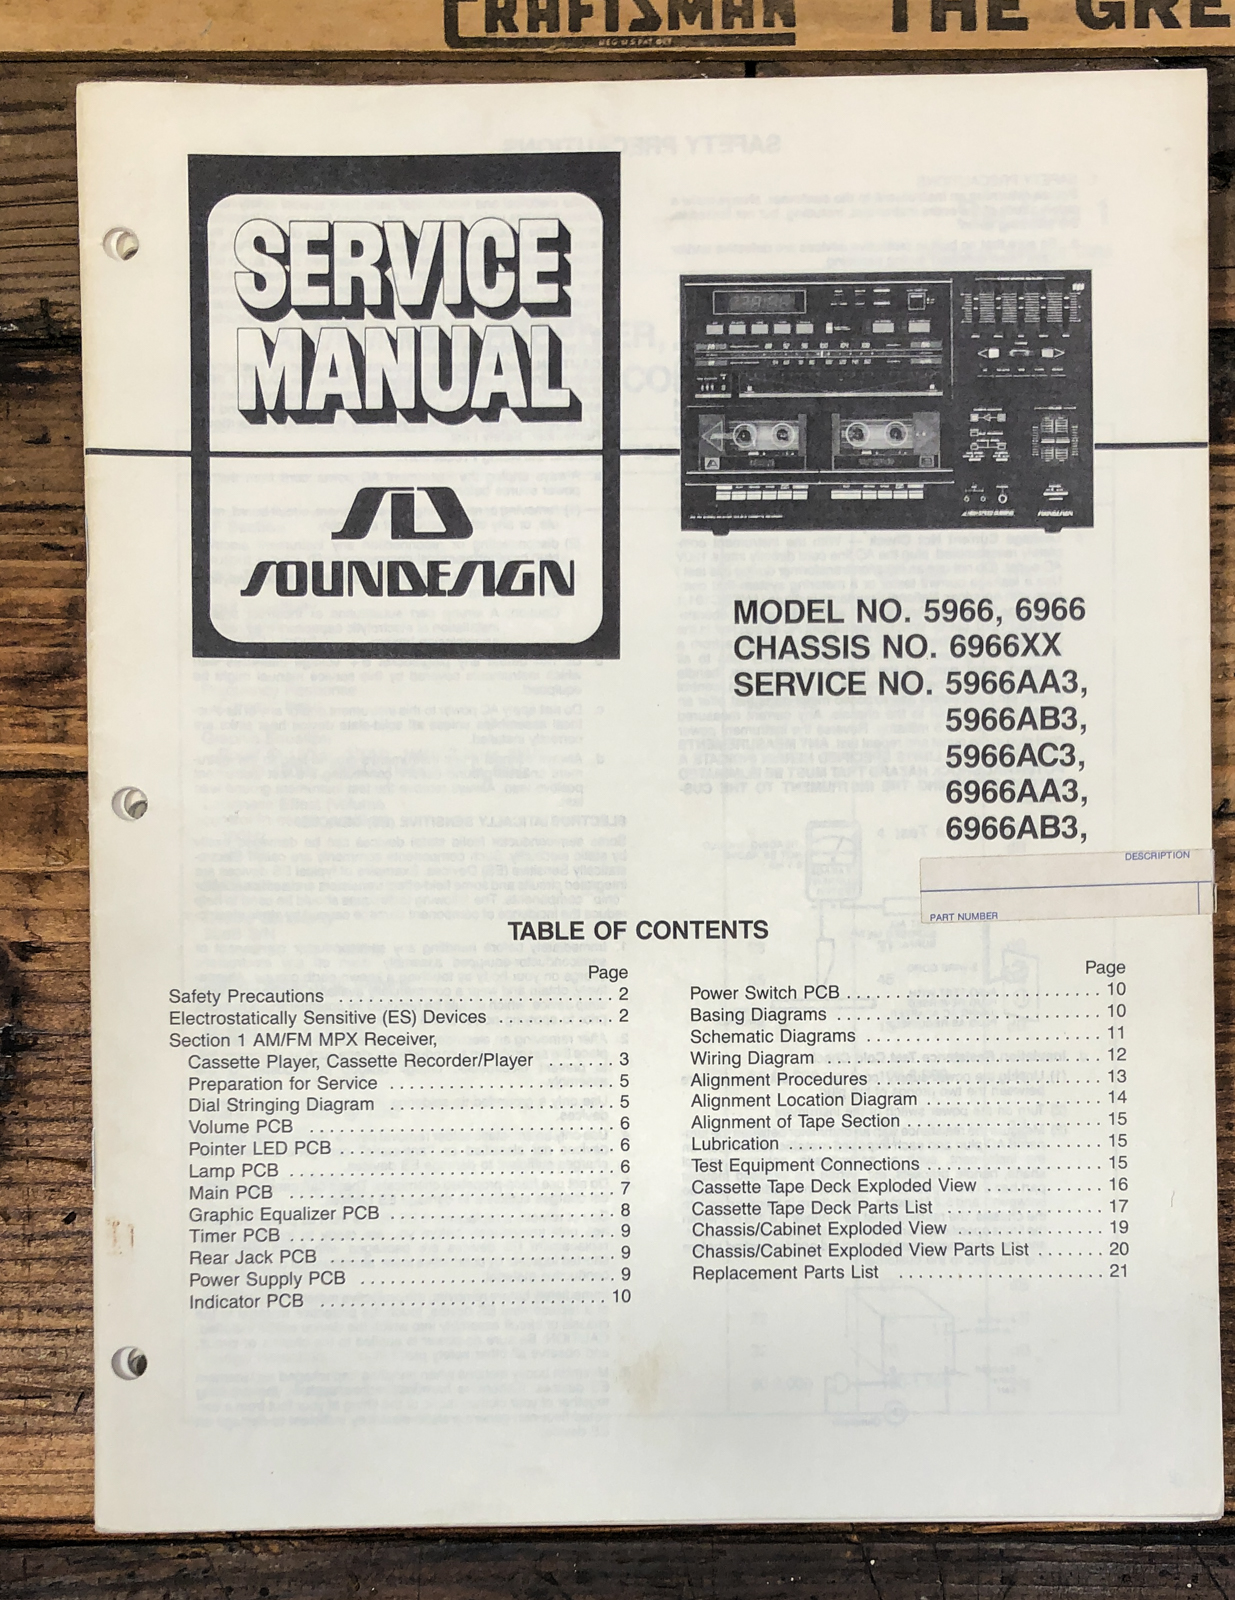 CRAFTSMAN THE GRE
REG U S PAT OFF
SERVICE
MANUAL
SD
SOUNDESIGN
MODEL NO. 5966, 6966
CHASSIS NO. 6966XX
SERVICE NO. 5966AA3,
5966AB3,
5966AC3,
6966AA3,
6966AB3,
DESCRIPTION
PART NUMBER
TABLE OF CONTENTS
Page
Safety Precautions . . . . . . . . . . . . . . . . . . . . . . . . . . . . 2
Electrostatically Sensitive (ES) Devices . . . . . . . . . . . . 2
Section 1 AM/FM MPX Receiver,
Cassette Player, Cassette Recorder/Player . . . . . . . 3
Preparation for Service . . . . . . . . . . . . . . . . . . . . . . . 5
Dial Stringing Diagram . . . . . . . . . . . . . . . . . . . . . . . 5
Volume PCB . . . . . . . . . . . . . . . . . . . . . . . . . . . . . . . 6
Pointer LED PCB . . . . . . . . . . . . . . . . . . . . . . . . . . . . 6
Lamp PCB . . . . . . . . . . . . . . . . . . . . . . . . . . . . . . . . . 6
Main PCB . . . . . . . . . . . . . . . . . . . . . . . . . . . . . . . . . 7
Graphic Equalizer PCB . . . . . . . . . . . . . . . . . . . . . . . 8
Timer PCB . . . . . . . . . . . . . . . . . . . . . . . . . . . . . . . . . 9
Rear Jack PCB . . . . . . . . . . . . . . . . . . . . . . . . . . . . . 9
Power Supply PCB . . . . . . . . . . . . . . . . . . . . . . . . . . 9
Indicator PCB . . . . . . . . . . . . . . . . . . . . . . . . . . . . . 10
Page
Power Switch PCB . . . . . . . . . . . . . . . . . . . . . . . . . . 10
Basing Diagrams . . . . . . . . . . . . . . . . . . . . . . . . . . . 10
Schematic Diagrams . . . . . . . . . . . . . . . . . . . . . . . . . 11
Wiring Diagram . . . . . . . . . . . . . . . . . . . . . . . . . . . . . 12
Alignment Procedures . . . . . . . . . . . . . . . . . . . . . . . 13
Alignment Location Diagram . . . . . . . . . . . . . . . . . . . 14
Alignment of Tape Section . . . . . . . . . . . . . . . . . . . . 15
Lubrication . . . . . . . . . . . . . . . . . . . . . . . . . . . . . . . . 15
Test Equipment Connections . . . . . . . . . . . . . . . . . . 15
Cassette Tape Deck Exploded View . . . . . . . . . . . . 16
Cassette Tape Deck Parts List . . . . . . . . . . . . . . . . . 17
Chassis/Cabinet Exploded View . . . . . . . . . . . . . . . . 19
Chassis/Cabinet Exploded View Parts List . . . . . . . 20
Replacement Parts List . . . . . . . . . . . . . . . . . . . . . 21